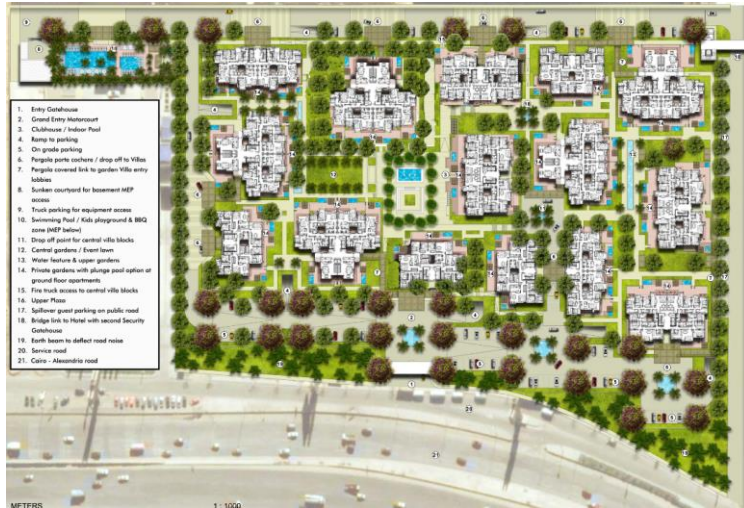 1. Entry Gatehouse
2. Grand Entry Motorcourt
3. Clubhouse / Indoor Pool
4. Ramp to parking
5. On grade parking
6. Pergola porte cochere / drop off to Villas
7. Pergola covered link to garden Villa entry
lobbies
8. Sunken courtyard for basement MEP
access
9. Truck parking for equipment access
10. Swimming Pool / Kids playground & BBQ
zone (MEP below)
11. Drop off point for central villa blocks
12. Central gardens / Event lawn
13. Water feature & upper gardens
14. Private gardens with plunge pool option at
ground floor apartments
15. Fire truck access to central villa blocks
16. Upper Plaza
17. Spillover guest parking on public road
18. Bridge link to Hotel with second Security
Gatehouse
19. Earth beam to deflect road noise
20. Service road
21. Cairo - Alexandria road
METERS 1 : 1000